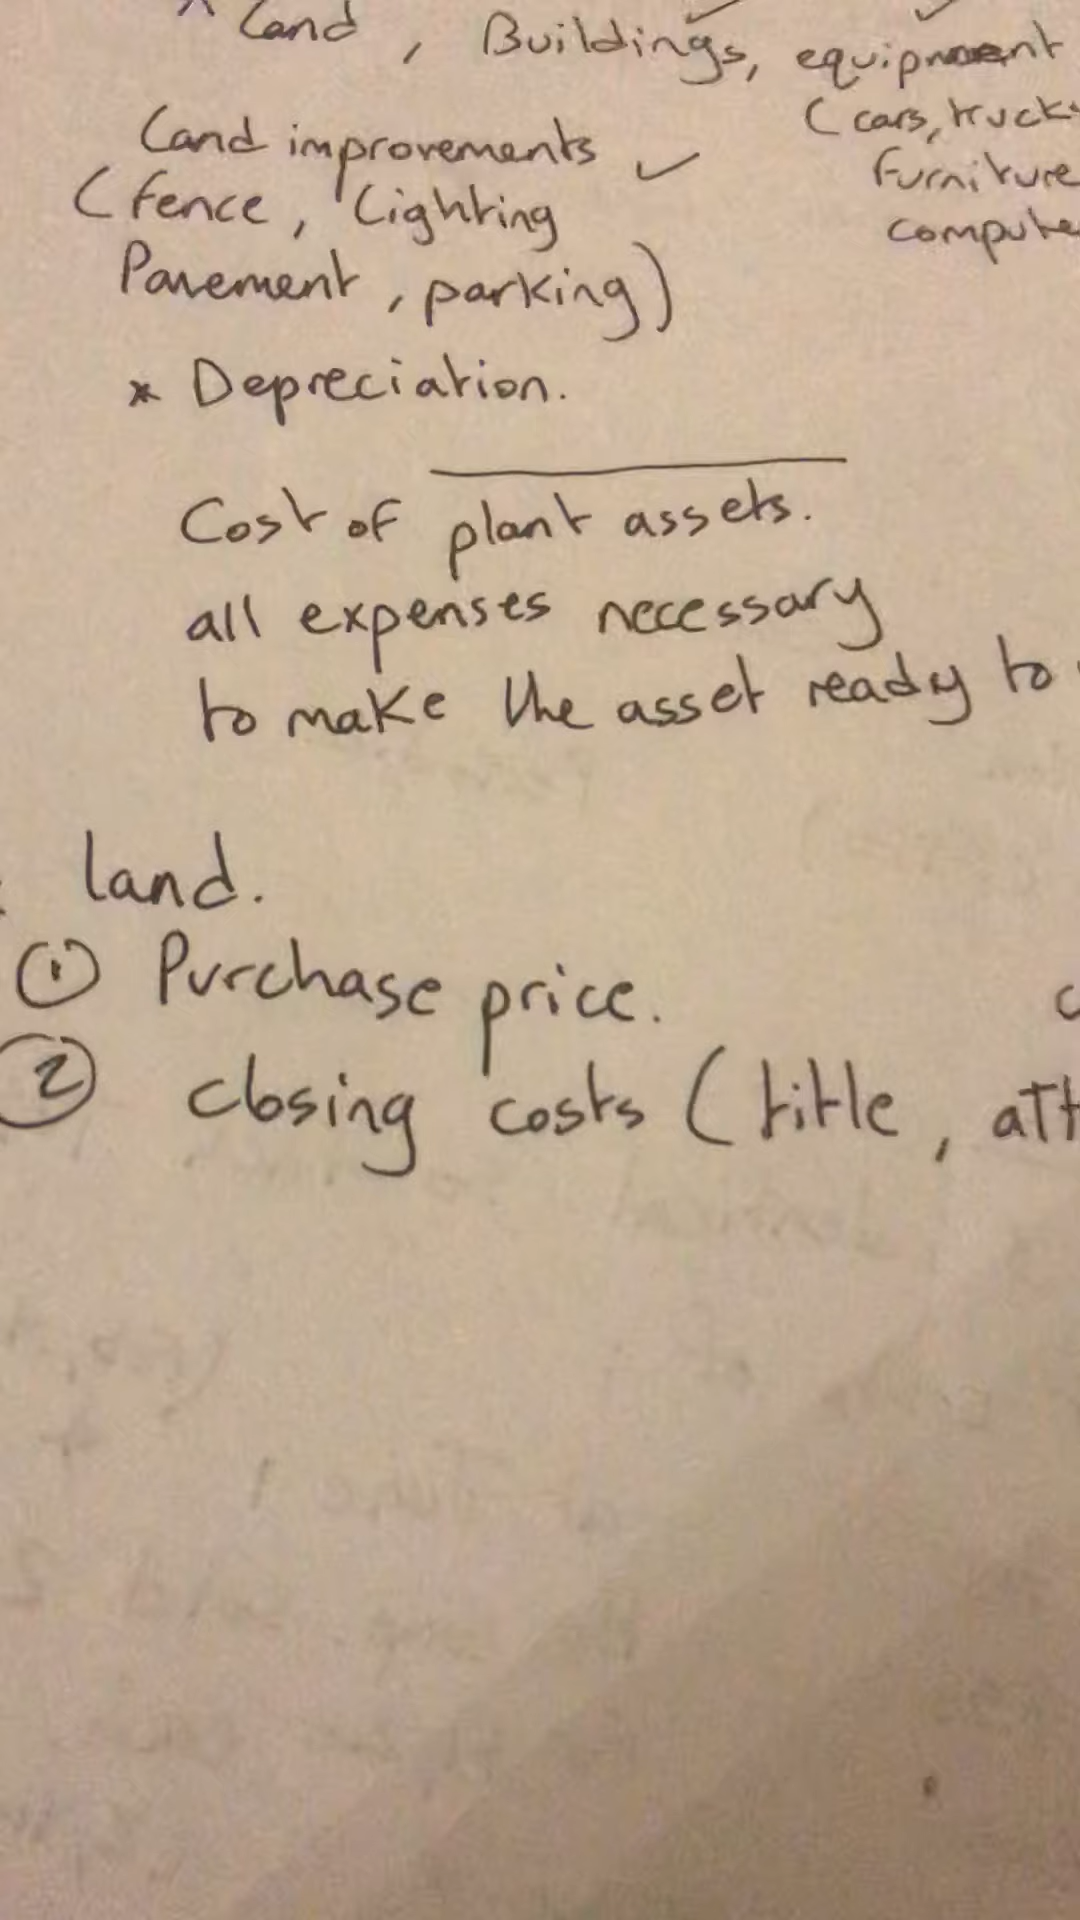 * Land, Buildings, equipment
(cars, truck
furniture
compute
Land improvements ✓
(fence, Lighting
Pavement, parking)
* Depreciation.
Cost of plant assets.
all expenses necessary
to make the asset ready to
land.
① Purchase price.
② closing costs (title, att